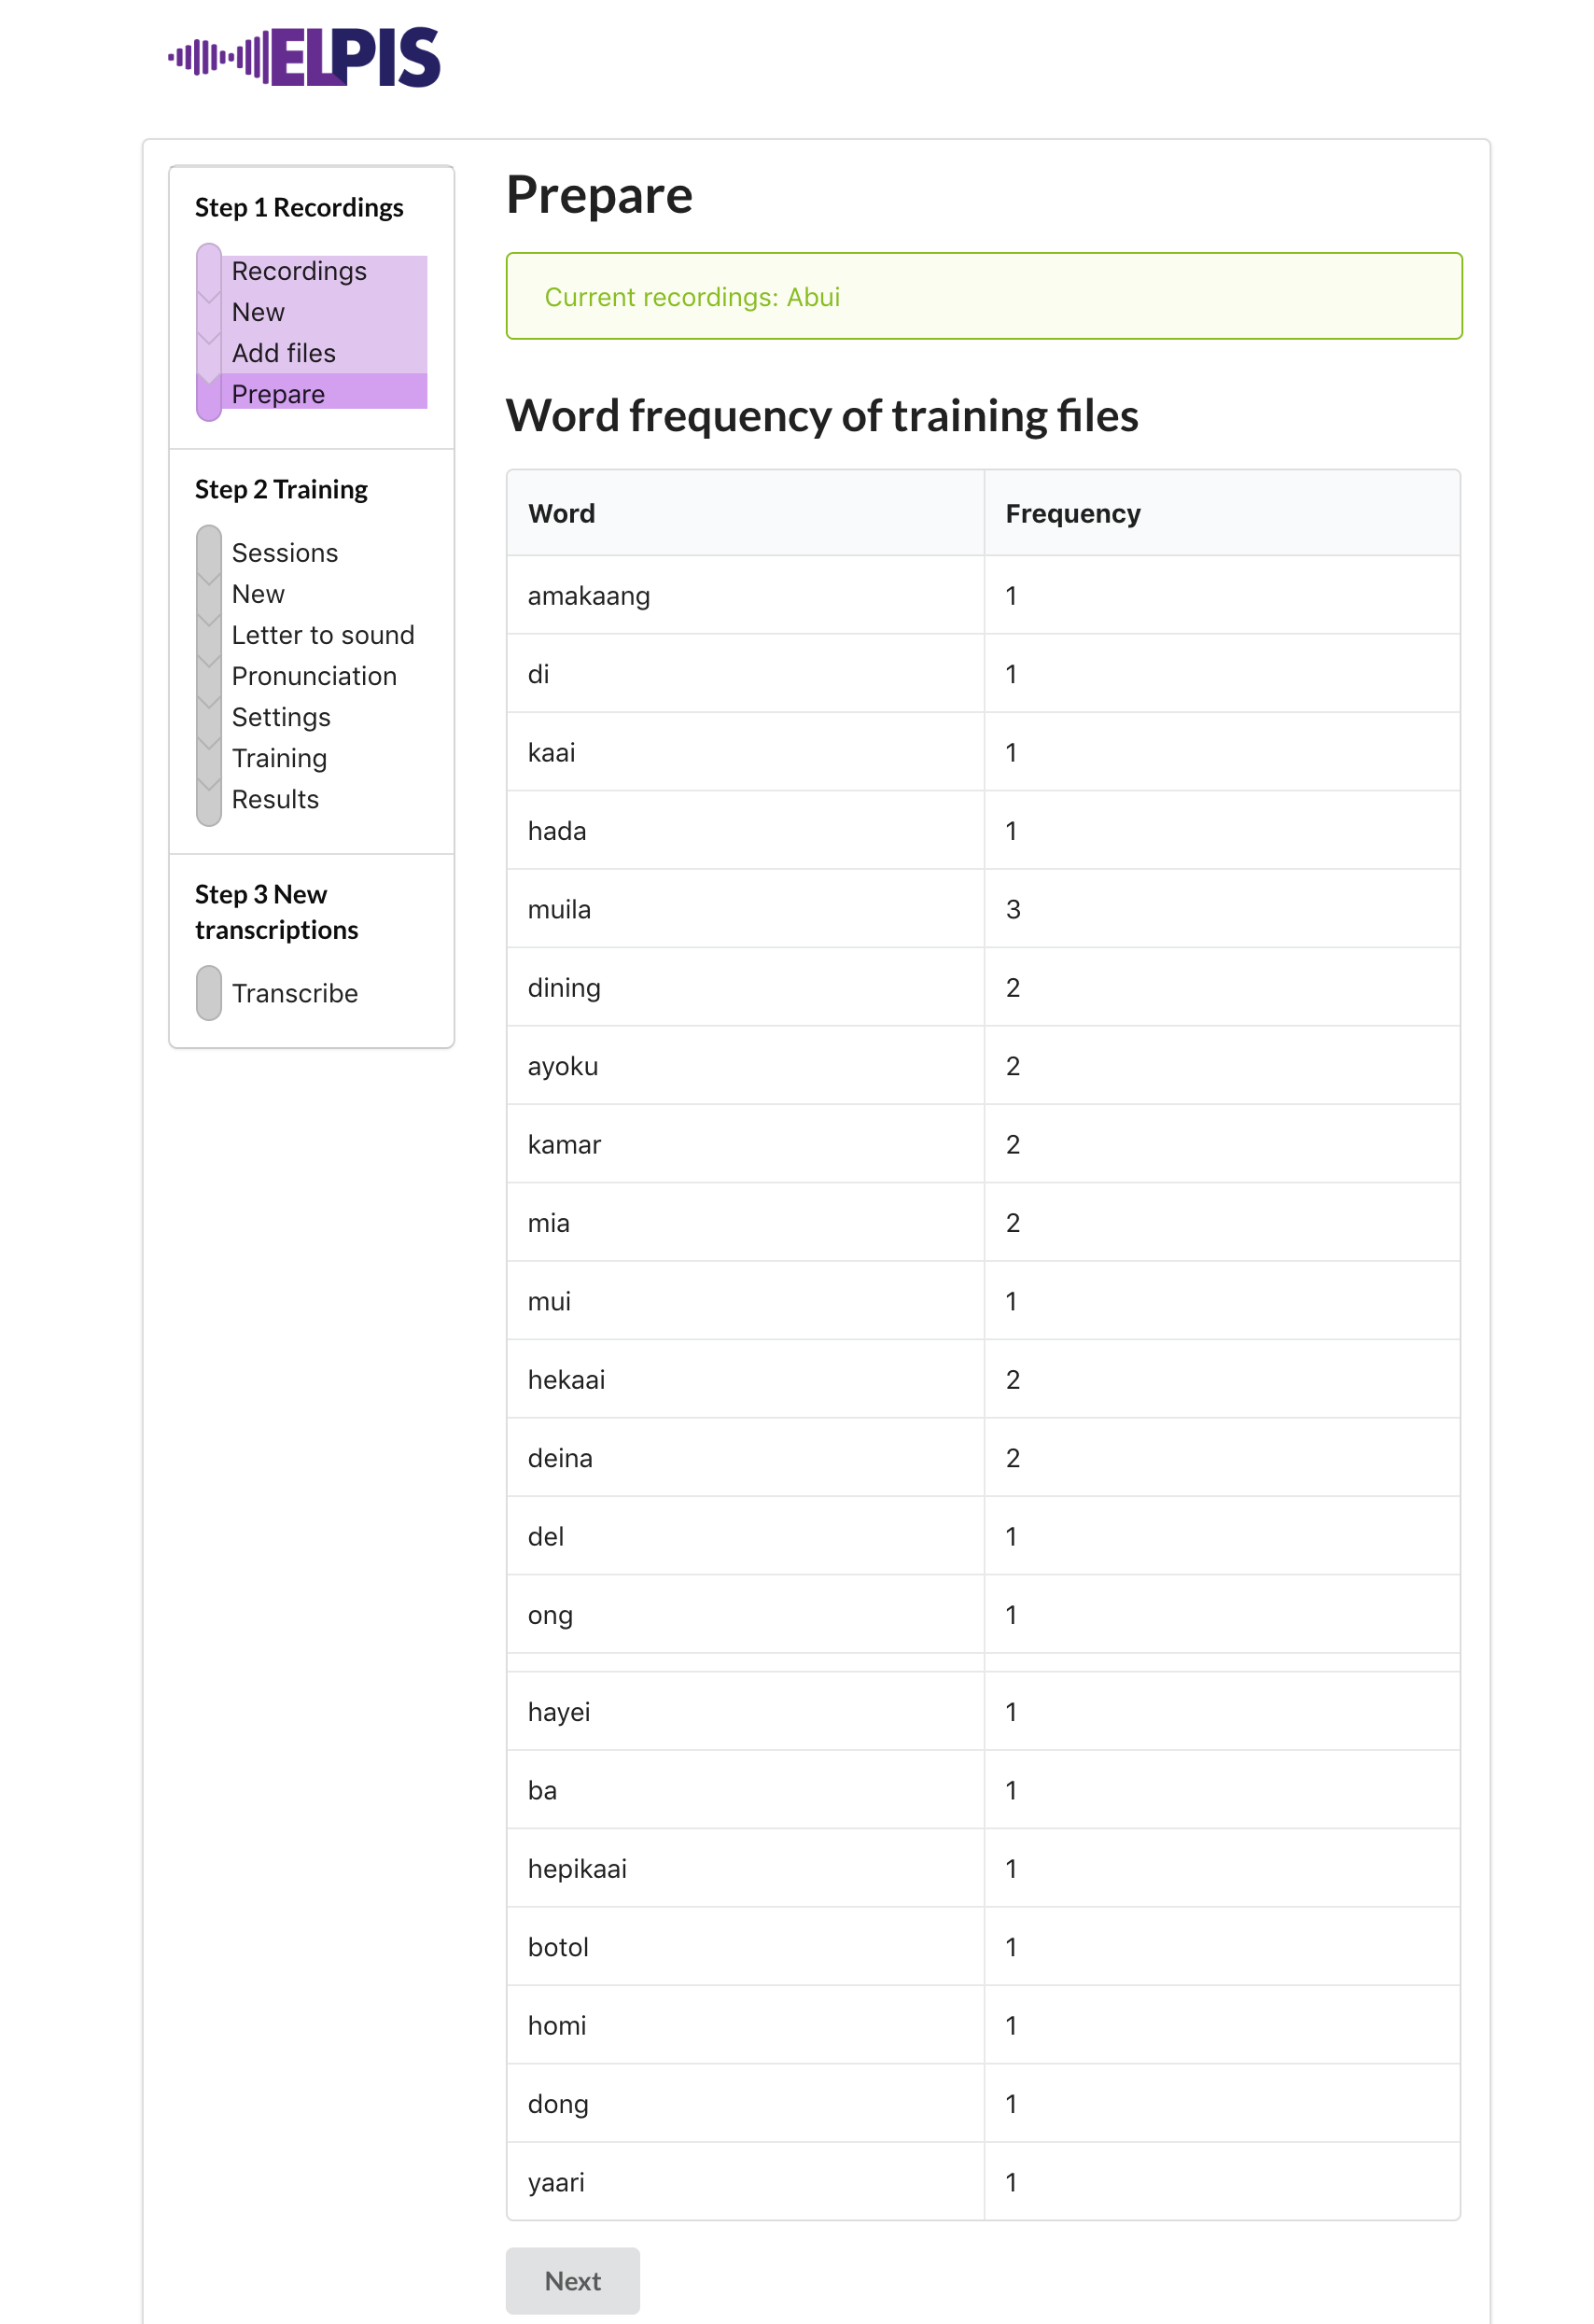 ELPIS
Step 1 Recordings
Recordings
New
Add files
Prepare
Step 2 Training
Sessions
New
Letter to sound
Pronunciation
Settings
Training
Results
Step 3 New
transcriptions
Transcribe
Prepare
Current recordings: Abui
Word frequency of training files
Word Frequency
amakaang 1
di 1
kaai 1
hada 1
muila 3
dining 2
ayoku 2
kamar 2
mia 2
mui 1
hekaai 2
deina 2
del 1
ong 1
hayei 1
ba 1
hepikaai 1
botol 1
homi 1
dong 1
yaari 1
Next